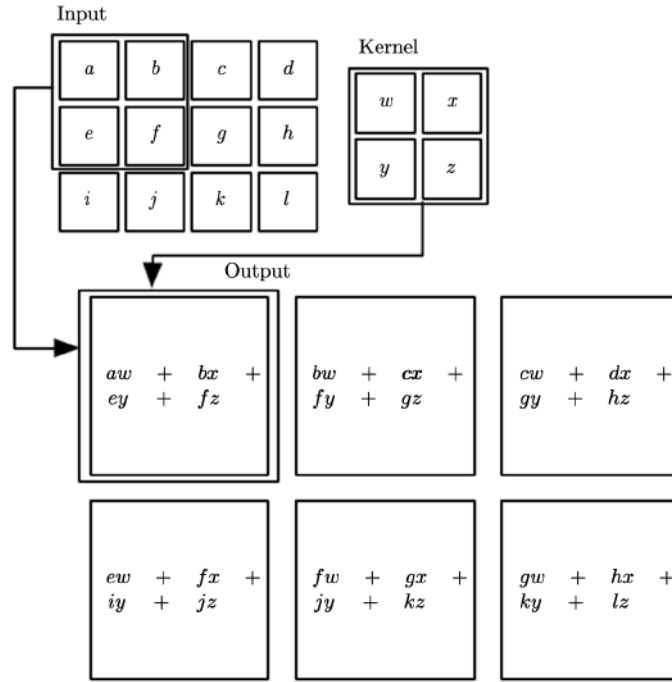 Input
Kernel
a b c d
w x
e f g h
y z
i j k l
Output
aw + bx +
ey + fz
bw + cx +
fy + gz
cw + dx +
gy + hz
ew + fx +
iy + jz
fw + gx +
jy + kz
gw + hx +
ky + lz